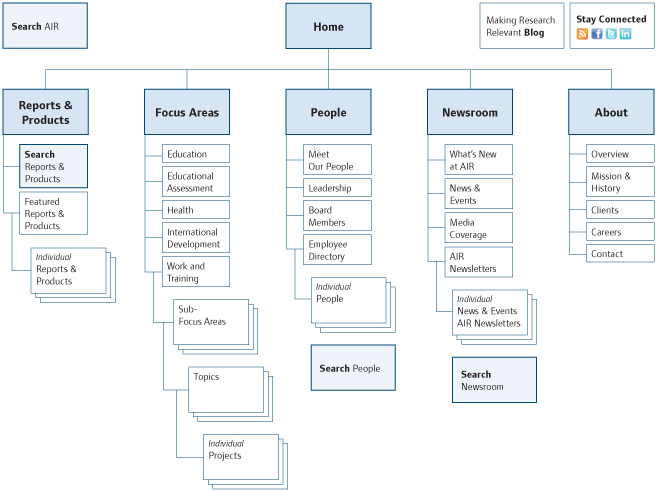 Search AIR
Home
Making Research
Relevant Blog
Stay Connected
Reports &
Products
Search
Reports &
Products
Featured
Reports &
Products
Individual
Reports &
Products
Focus Areas
Education
Educational
Assessment
Health
International
Development
Work and
Training
Sub-
Focus Areas
Topics
Individual
Projects
People
Meet
Our People
Leadership
Board
Members
Employee
Directory
Individual
People
Search People
Newsroom
What's New
at AIR
News &
Events
Media
Coverage
AIR
Newsletters
Individual
News & Events
AIR Newsletters
Search
Newsroom
About
Overview
Mission &
History
Clients
Careers
Contact